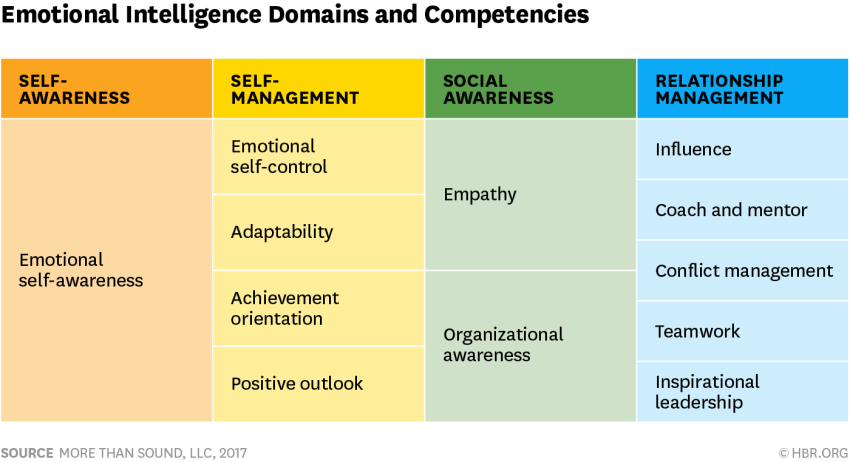 Emotional Intelligence Domains and Competencies
SELF-
AWARENESS
SELF-
MANAGEMENT
SOCIAL
AWARENESS
RELATIONSHIP
MANAGEMENT
Emotional
self-awareness
Emotional
self-control
Adaptability
Achievement
orientation
Positive outlook
Empathy
Organizational
awareness
Influence
Coach and mentor
Conflict management
Teamwork
Inspirational
leadership
SOURCE MORE THAN SOUND, LLC, 2017
© HBR.ORG